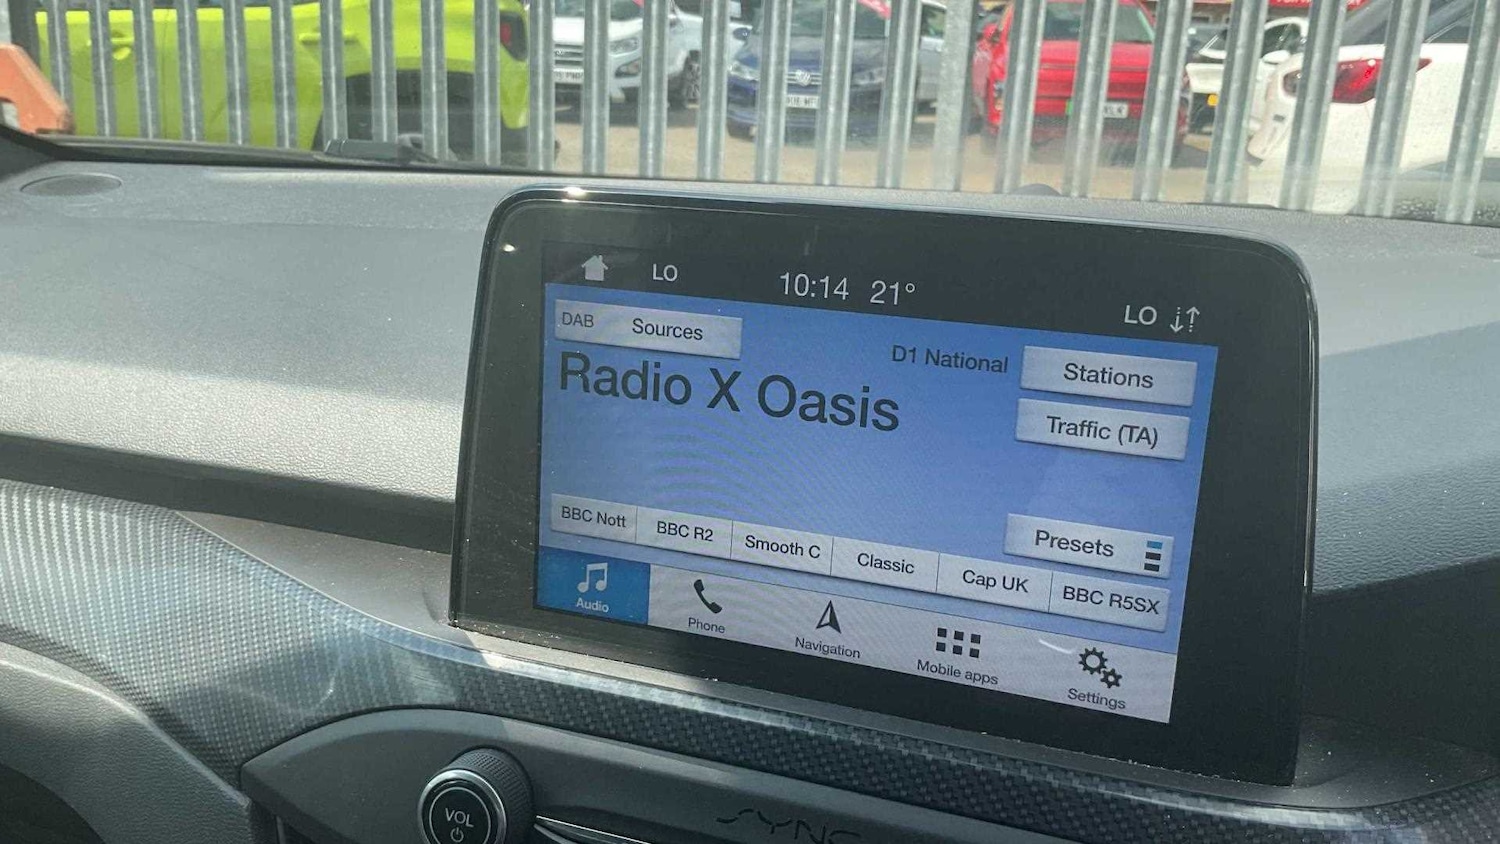 LO
10:14 21°
LO
DAB Sources
D1 National
Stations
Radio X Oasis
Traffic (TA)
Presets
BBC Nott
BBC R2
Smooth C
Classic
Cap UK
BBC R5SX
Audio
Phone
Navigation
Mobile apps
Settings
VOL
SYNC